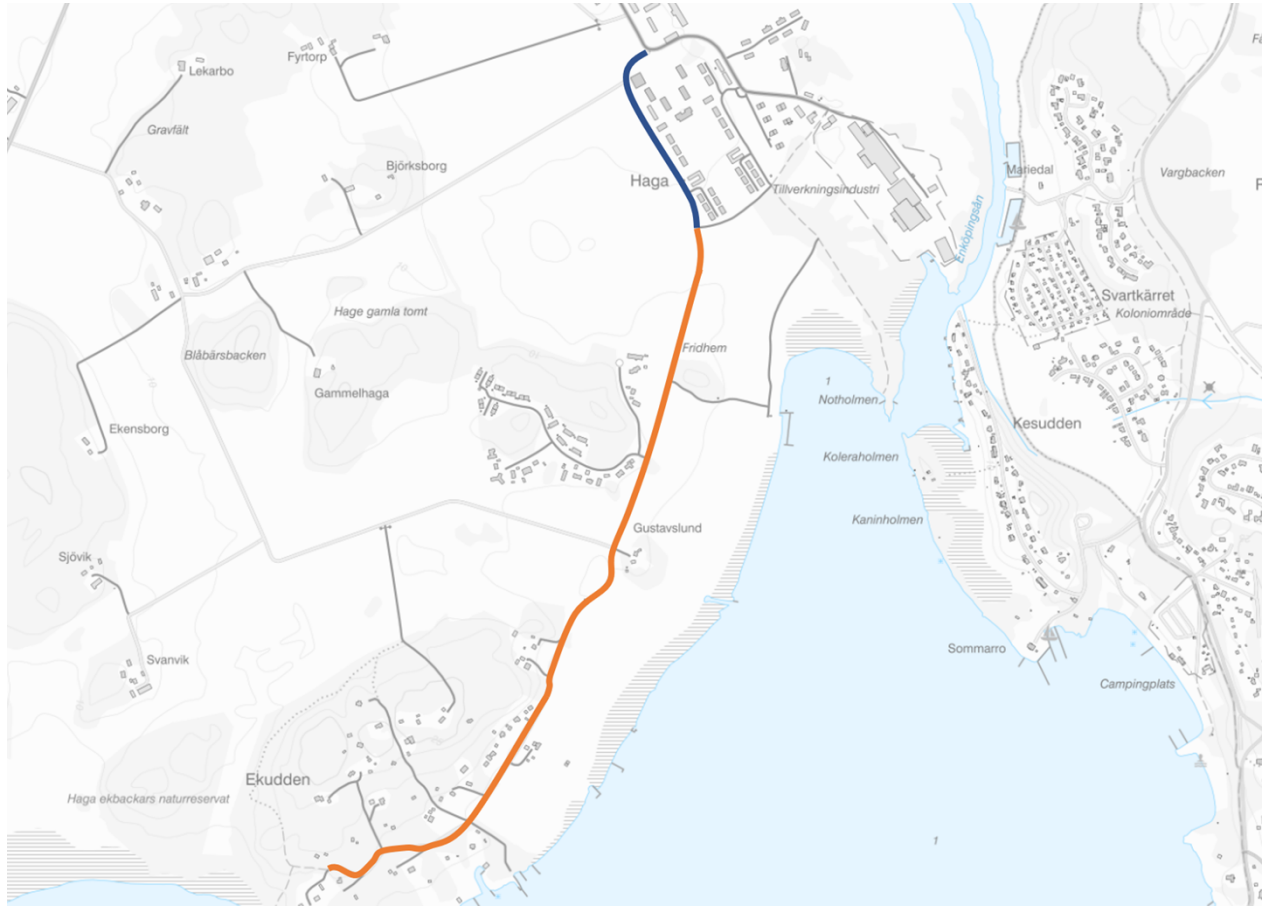 Fyrtorp
Lekarbo
Gravfält
Björksborg
Haga
Tillverkningsindustri
Mariedal
Vargbacken
Enköpingsån
Svartkärret
Koloniområde
Hage gamla tomt
Blåbärsbacken
Fridhem
Gammelhaga
1
Notholmen
Ekensborg
Kesudden
Koleraholmen
Kaninholmen
Gustavslund
Sjövik
Svanvik
Sommarro
Campingplats
Ekudden
Haga ekbackars naturreservat
1